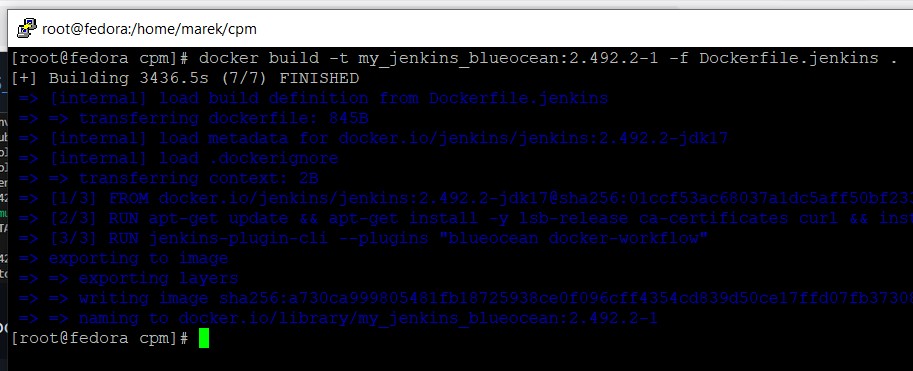 root@fedora:/home/marek/cpm
[root@fedora cpm]# docker build -t my_jenkins_blueocean:2.492.2-1 -f Dockerfile.jenkins .
[+] Building 3436.5s (7/7) FINISHED
=> [internal] load build definition from Dockerfile.jenkins
=> => transferring dockerfile: 845B
=> [internal] load metadata for docker.io/jenkins/jenkins:2.492.2-jdk17
=> [internal] load .dockerignore
=> => transferring context: 2B
=> [1/3] FROM docker.io/jenkins/jenkins:2.492.2-jdk17@sha256:01ccf53ac68037a1dc5aff50bf23
=> [2/3] RUN apt-get update && apt-get install -y lsb-release ca-certificates curl && inst
=> [3/3] RUN jenkins-plugin-cli --plugins "blueocean docker-workflow"
=> exporting to image
=> => exporting layers
=> => writing image sha256:a730ca999805481fb18725938ce0f096cff4354cd839d50ce17ffd07fb3730
=> => naming to docker.io/library/my_jenkins_blueocean:2.492.2-1
[root@fedora cpm]#